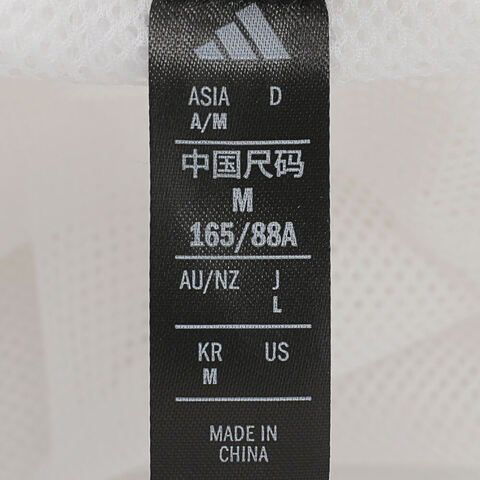 ASIA D
A/M
中国尺码
M
165/88A
AU/NZ J
L
KR US
M
MADE IN
CHINA